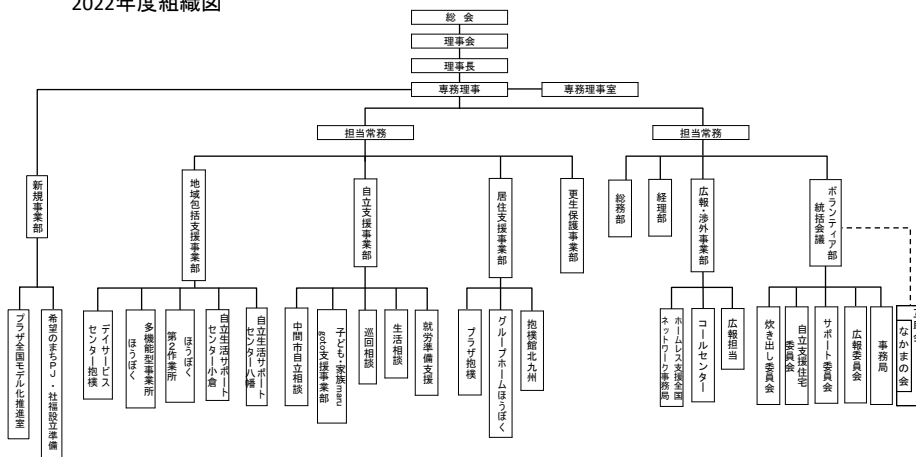 2022年度組織図
総 会
理事会
理事長
専務理事
専務理事室
担当常務
担当常務
新規事業部
地域包括支援事業部
自立支援事業部
居住支援事業部
更生保護事業部
総務部
経理部
広報・渉外事業部
ボランティア部
統括会議
プラザ全国モデル化推進室
希望のまちPJ・社福設立準備
デイサービス
センター抱樸
多機能型事業所
ほうぼく
ほうぼく
第2作業所
自立生活サポート
センター小倉
自立生活サポート
センター八幡
中間市自立相談
子ども・家族maru
goto支援事業部
巡回相談
生活相談
就労準備支援
プラザ抱樸
グループホームほうぼく
抱樸館北九州
ホームレス支援全国
ネットワーク事務局
コールセンター
広報担当
炊き出し委員会
自立支援住宅
委員会
サポート委員会
広報委員会
事務局
なかまの会